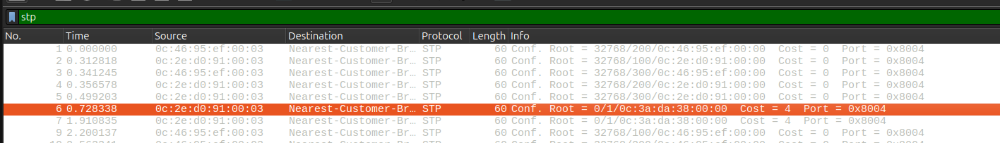 stp
No. Time Source Destination Protocol Length Info
1 0.000000 0c:46:95:ef:00:03 Nearest-Customer-Br… STP 60 Conf. Root = 32768/200/0c:46:95:ef:00:00 Cost = 0 Port = 0x8004
2 0.312818 0c:2e:d0:91:00:03 Nearest-Customer-Br… STP 60 Conf. Root = 32768/100/0c:2e:d0:91:00:00 Cost = 0 Port = 0x8004
3 0.341245 0c:46:95:ef:00:03 Nearest-Customer-Br… STP 60 Conf. Root = 32768/300/0c:46:95:ef:00:00 Cost = 0 Port = 0x8004
4 0.356578 0c:2e:d0:91:00:03 Nearest-Customer-Br… STP 60 Conf. Root = 32768/200/0c:2e:d0:91:00:00 Cost = 0 Port = 0x8004
5 0.499203 0c:2e:d0:91:00:03 Nearest-Customer-Br… STP 60 Conf. Root = 32768/300/0c:2e:d0:91:00:00 Cost = 0 Port = 0x8004
6 0.728338 0c:2e:d0:91:00:03 Nearest-Customer-Br… STP 60 Conf. Root = 0/1/0c:3a:da:38:00:00 Cost = 4 Port = 0x8004
7 1.910835 0c:2e:d0:91:00:03 Nearest-Customer-Br… STP 60 Conf. Root = 0/1/0c:3a:da:38:00:00 Cost = 4 Port = 0x8004
9 2.200137 0c:46:95:ef:00:03 Nearest-Customer-Br… STP 60 Conf. Root = 32768/100/0c:46:95:ef:00:00 Cost = 0 Port = 0x8004